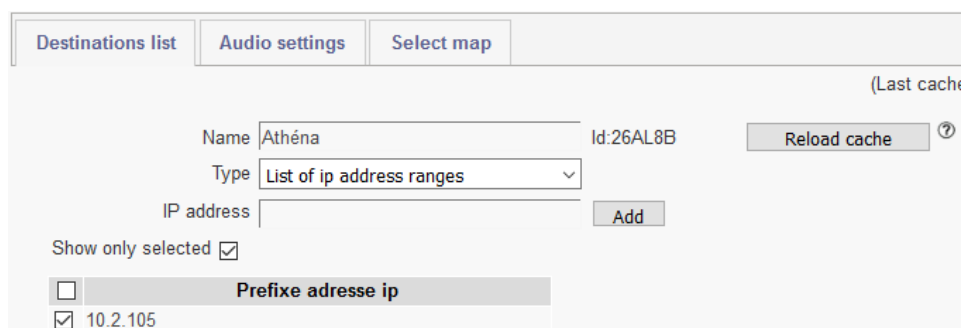 Destinations list Audio settings Select map
(Last cache
Name Athéna Id:26AL8B Reload cache ?
Type List of ip address ranges
IP address Add
Show only selected
Prefixe adresse ip
10.2.105